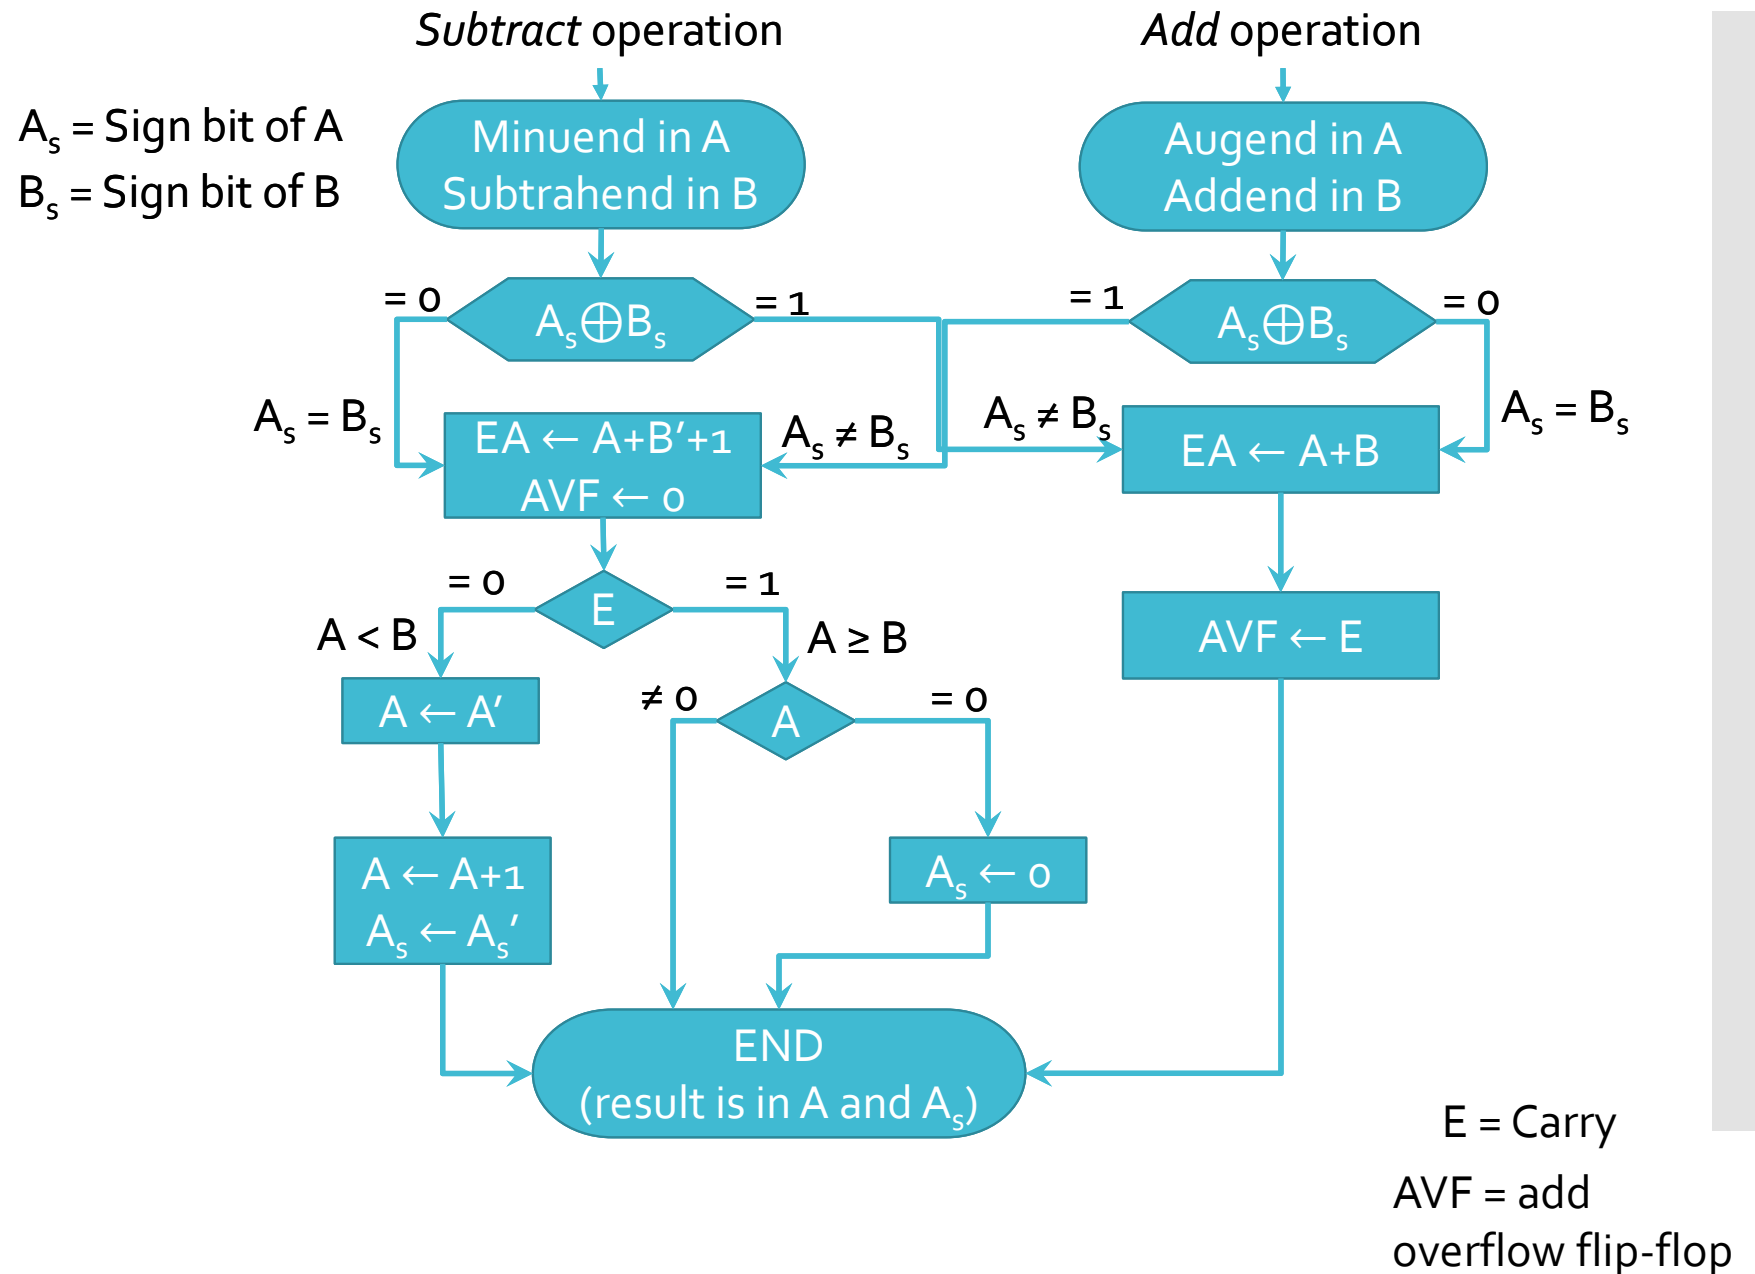 Subtract operation
Add operation
Aₛ = Sign bit of A
Bₛ = Sign bit of B
Minuend in A
Subtrahend in B
Augend in A
Addend in B
= 0
Aₛ⊕Bₛ
= 1
= 1
Aₛ⊕Bₛ
= 0
Aₛ = Bₛ
EA ← A+B'+1
AVF ← 0
Aₛ ≠ Bₛ
Aₛ ≠ Bₛ
EA ← A+B
Aₛ = Bₛ
= 0
E
= 1
A < B
A ≥ B
AVF ← E
A ← A'
≠ 0
A
= 0
A ← A+1
Aₛ ← Aₛ'
Aₛ ← 0
END
(result is in A and Aₛ)
E = Carry
AVF = add
overflow flip-flop